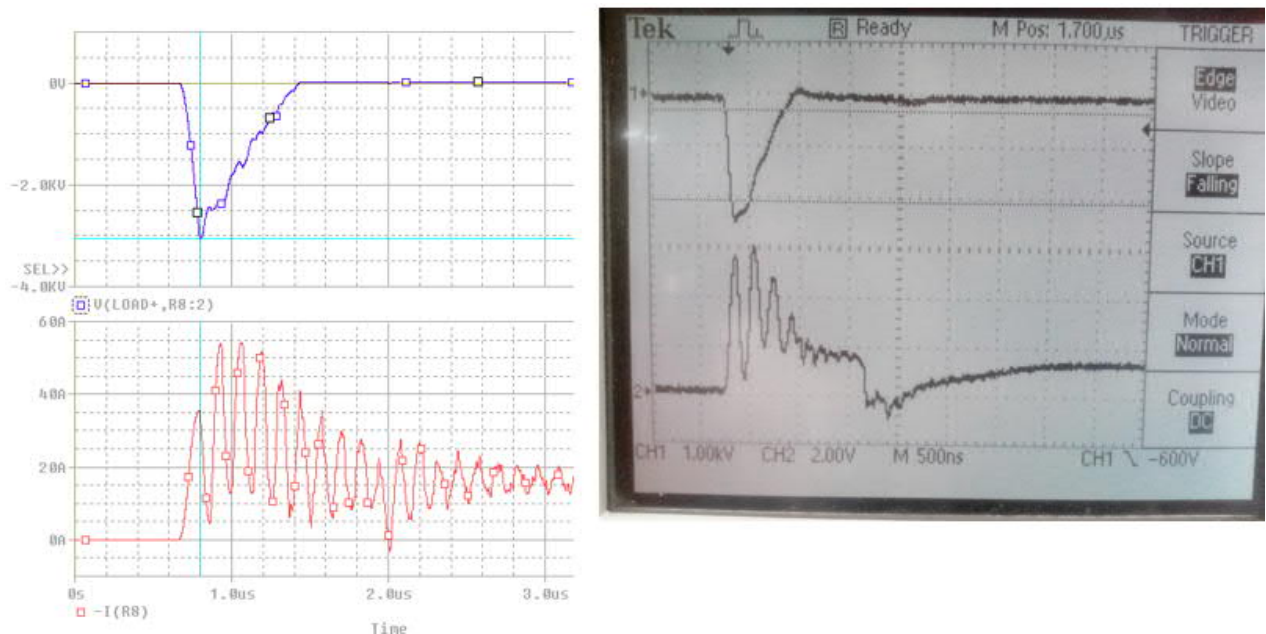 0V
-2.0KV
SEL>>
-4.0KV
V(LOAD+,R8:2)
60A
40A
20A
0A
0s 1.0us 2.0us 3.0us
-I(R8)
Time
Tek R Ready M Pos: 1.700us TRIGGER
1
Edge
Video
Slope
Falling
Source
CH1
Mode
Normal
2
Coupling
DC
CH1 1.00kV CH2 2.00V M 500ns CH1 \ -600V